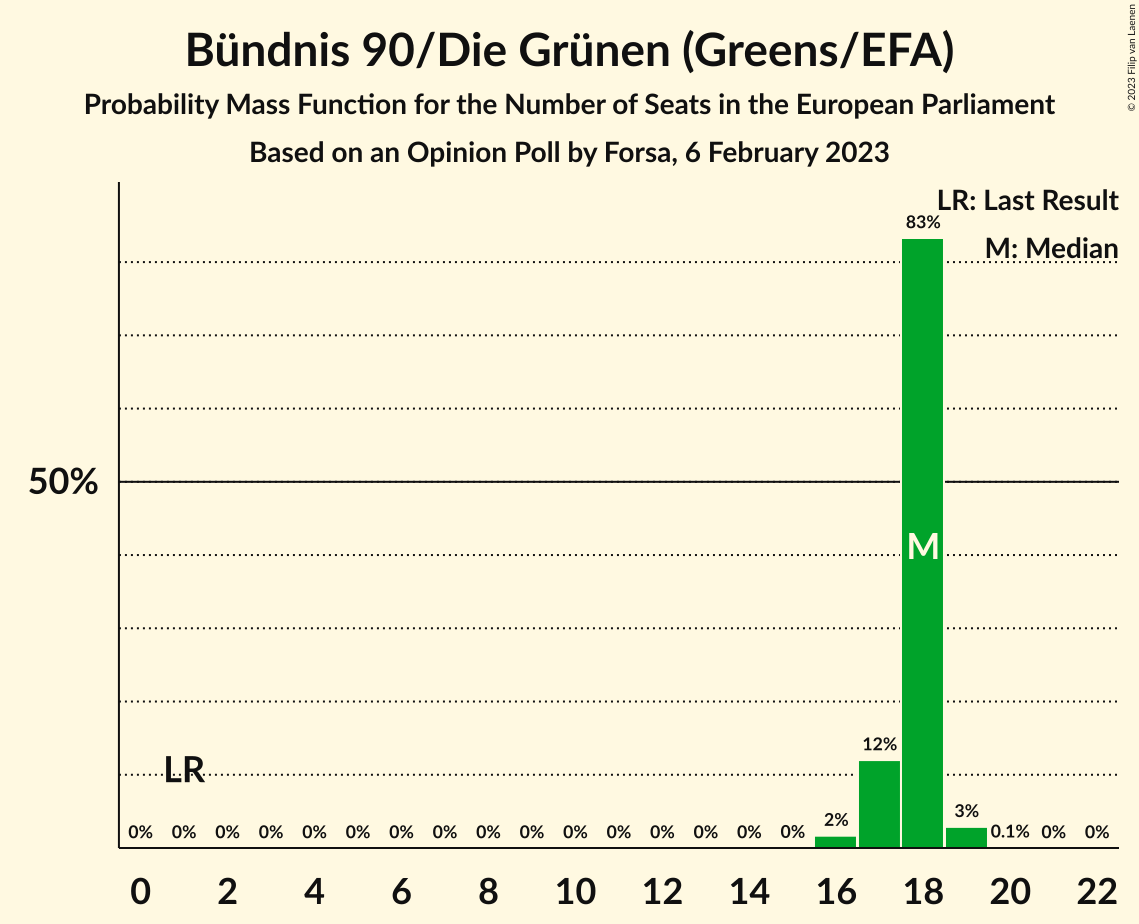 Bündnis 90/Die Grünen (Greens/EFA)
Probability Mass Function for the Number of Seats in the European Parliament
Based on an Opinion Poll by Forsa, 6 February 2023
© 2023 Filip van Laenen
LR: Last Result
M: Median
83%
50%
M
LR
12%
3%
2%
0% 0% 0% 0% 0% 0% 0% 0% 0% 0% 0% 0% 0% 0% 0% 0% 0.1% 0% 0%
0 2 4 6 8 10 12 14 16 18 20 22